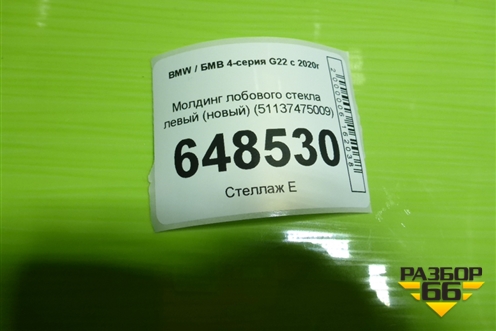 BMW / БМВ 4-серия G22 с 2020г
Молдинг лобового стекла
левый (новый) (51137475009)
648530
Стеллаж Е
РАЗБОР
66